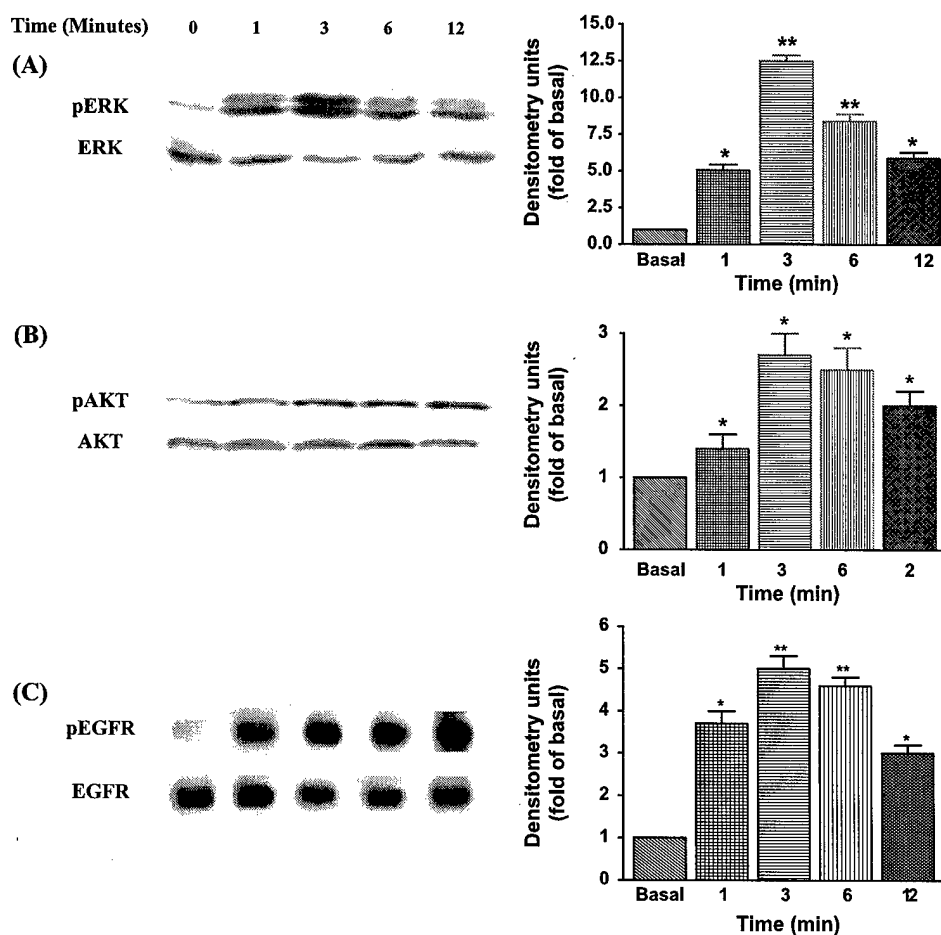 Time (Minutes) 0 1 3 6 12
(A)
pERK
ERK
Densitometry units
(fold of basal)
15.0
12.5
10.0
7.5
5.0
2.5
0.0
* ** ** *
Basal 1 3 6 12
Time (min)
(B)
pAKT
AKT
Densitometry units
(fold of basal)
3
2
1
0
* * * *
Basal 1 3 6 2
Time (min)
(C)
pEGFR
EGFR
Densitometry units
(fold of basal)
6
5
4
3
2
1
0
* ** ** *
Basal 1 3 6 12
Time (min)